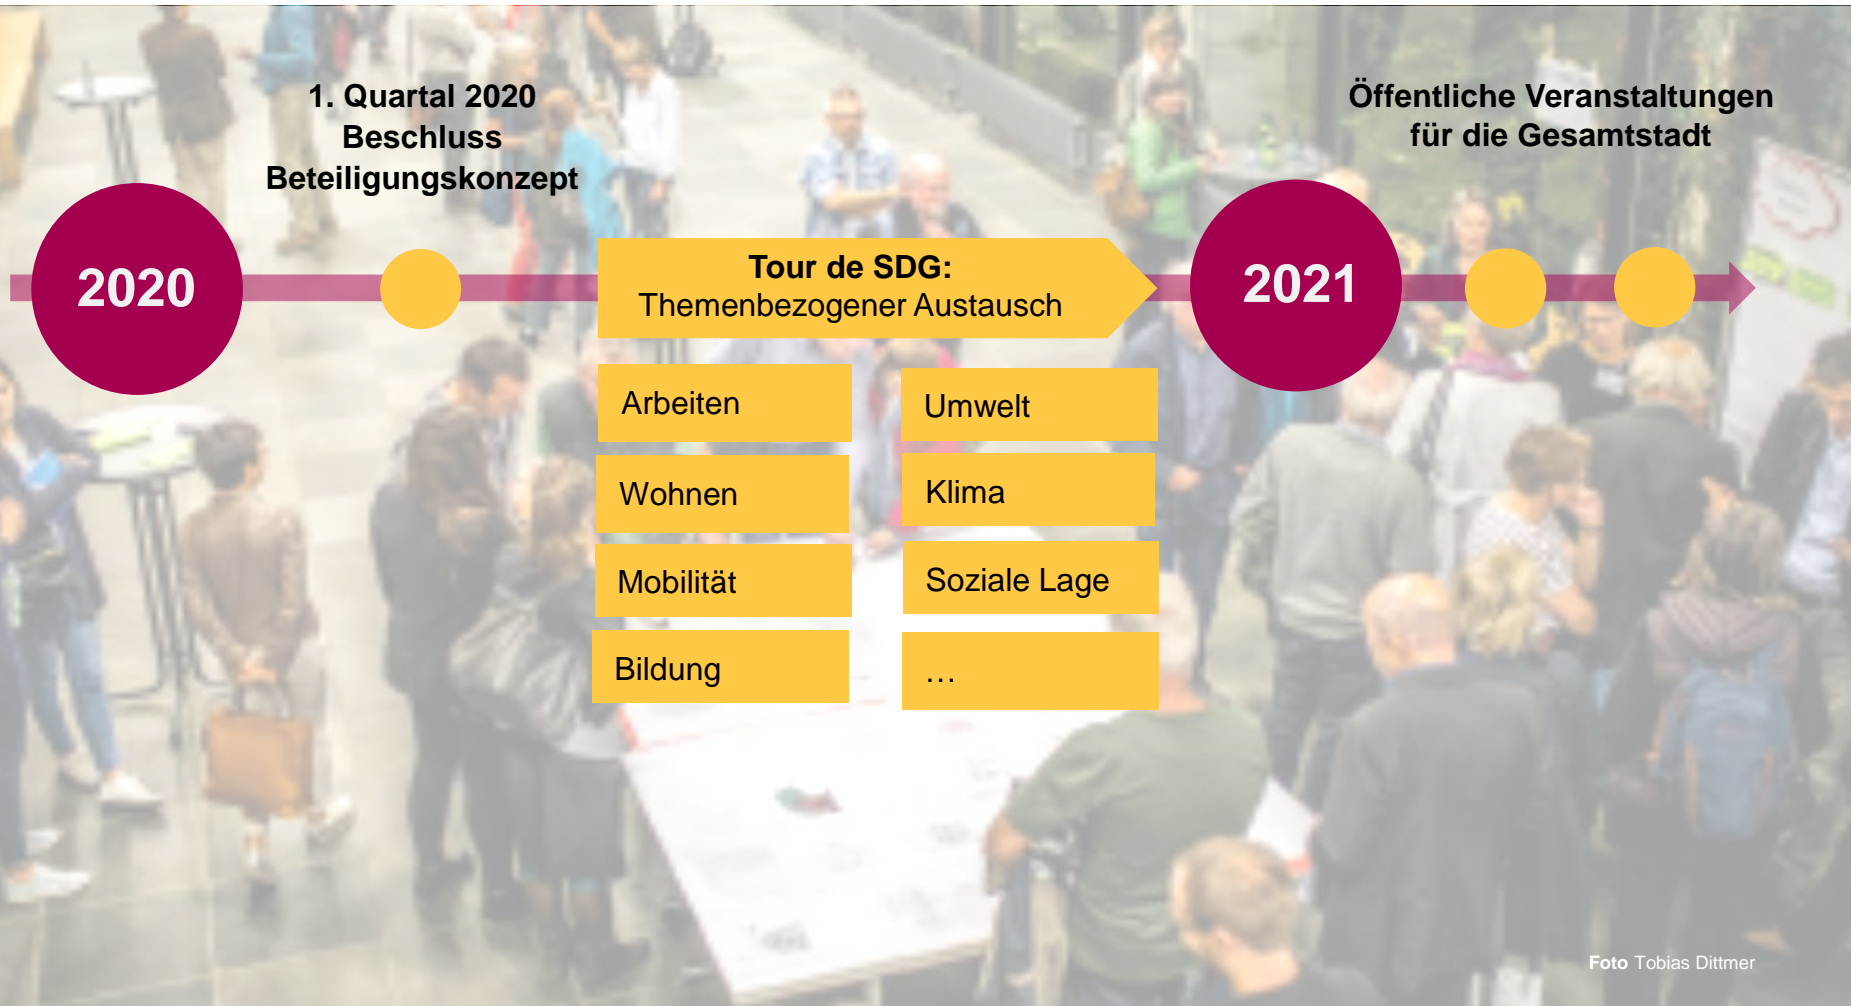 1. Quartal 2020
Beschluss
Beteiligungskonzept
Öffentliche Veranstaltungen
für die Gesamtstadt
2020
Tour de SDG:
Themenbezogener Austausch
2021
Arbeiten
Umwelt
Wohnen
Klima
Mobilität
Soziale Lage
Bildung
…
Foto Tobias Dittmer